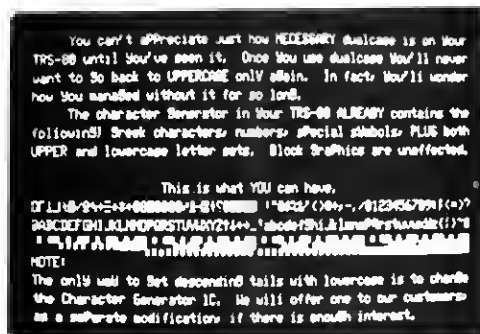 You can't appreciate just how NECESSARY dualcase is on your
TRS-80 until you've seen it. Once you use dualcase you'll never
want to go back to UPPERCASE only again. In fact, you'll wonder
how you managed without it for so long.
The character generator in your TRS-80 ALREADY contains the
following: Greek characters, numbers, special symbols, PLUS both
UPPER and lowercase letter sets. Block graphics are uneffected.
This is what YOU can have.
!"0#$%&'()*+,-./0123456789:;<=>?
@ABCDEFGHIJKLMNOPQRSTUVWXYZ
NOTE:
The only way to get descending tails with lowercase is to change
the Character Generator IC. We will offer one to our customers
as a seperate modification, if there is enough interest.